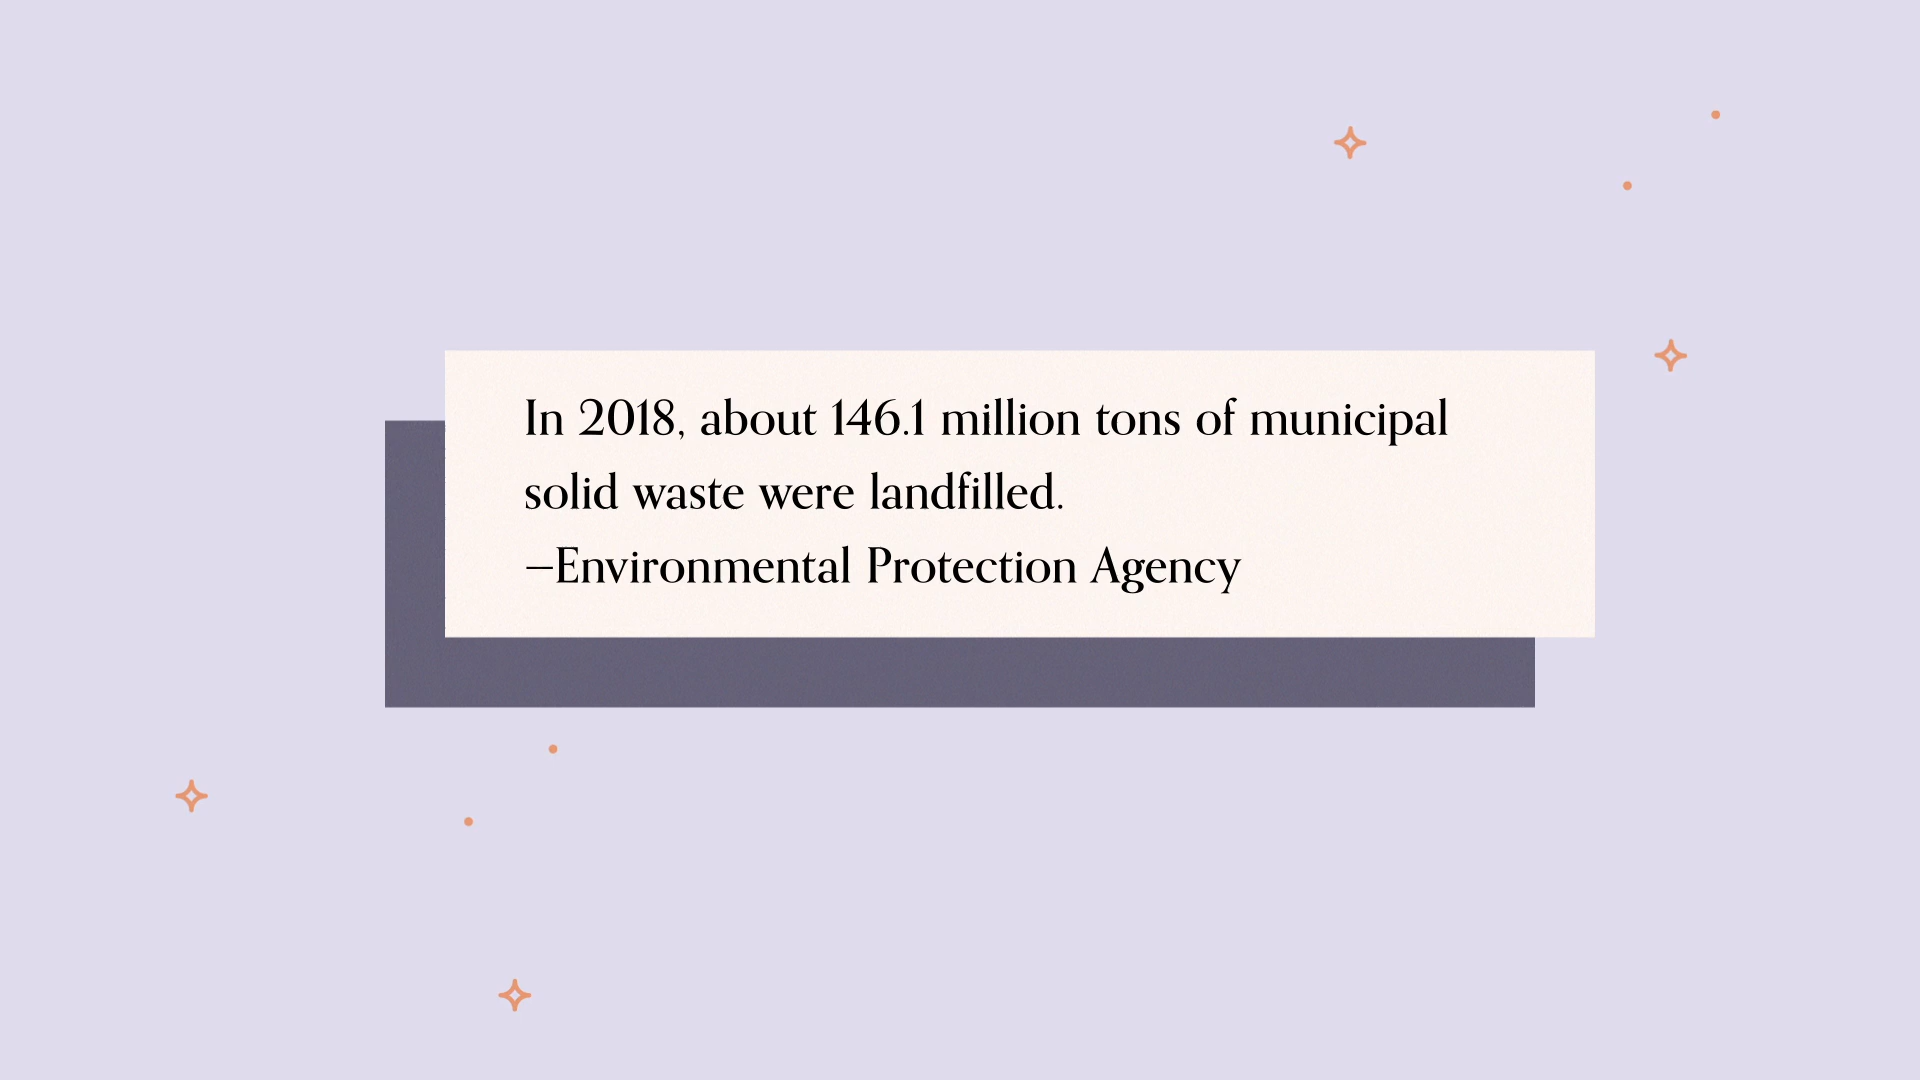 In 2018, about 146.1 million tons of municipal
solid waste were landfilled.
–Environmental Protection Agency